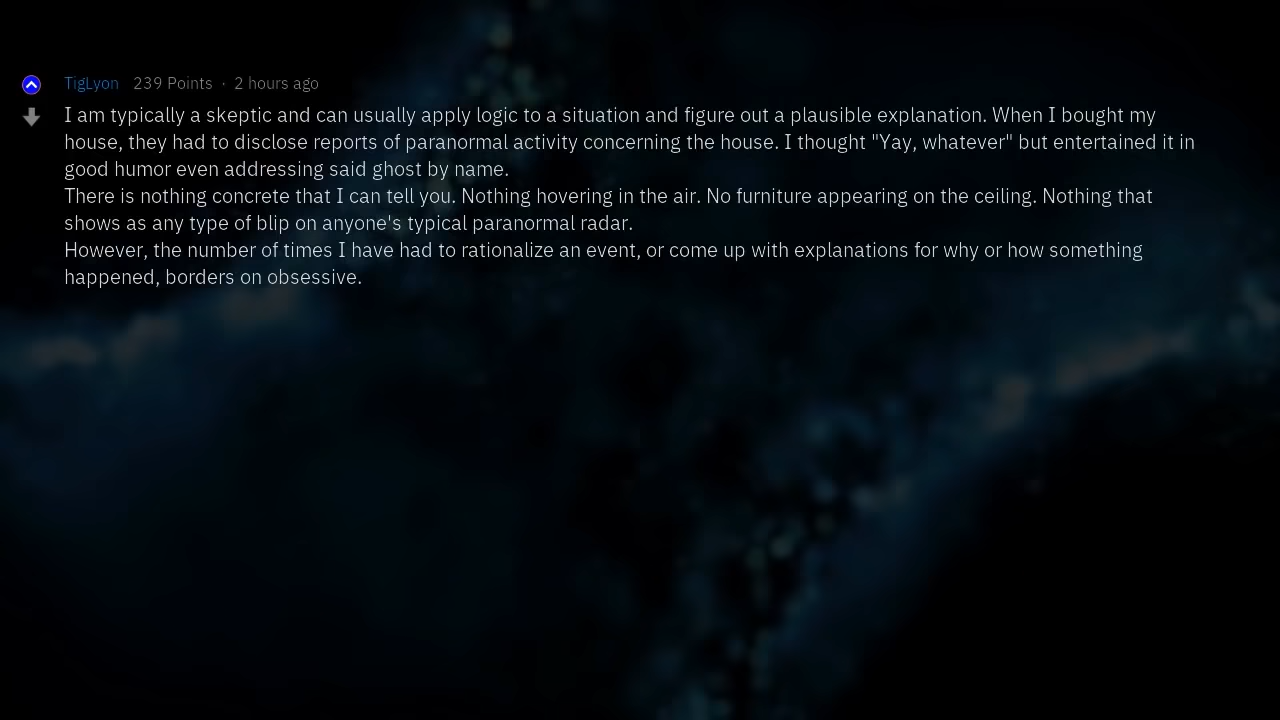 TigLyon 239 Points · 2 hours ago
I am typically a skeptic and can usually apply logic to a situation and figure out a plausible explanation. When I bought my
house, they had to disclose reports of paranormal activity concerning the house. I thought "Yay, whatever" but entertained it in
good humor even addressing said ghost by name.
There is nothing concrete that I can tell you. Nothing hovering in the air. No furniture appearing on the ceiling. Nothing that
shows as any type of blip on anyone's typical paranormal radar.
However, the number of times I have had to rationalize an event, or come up with explanations for why or how something
happened, borders on obsessive.